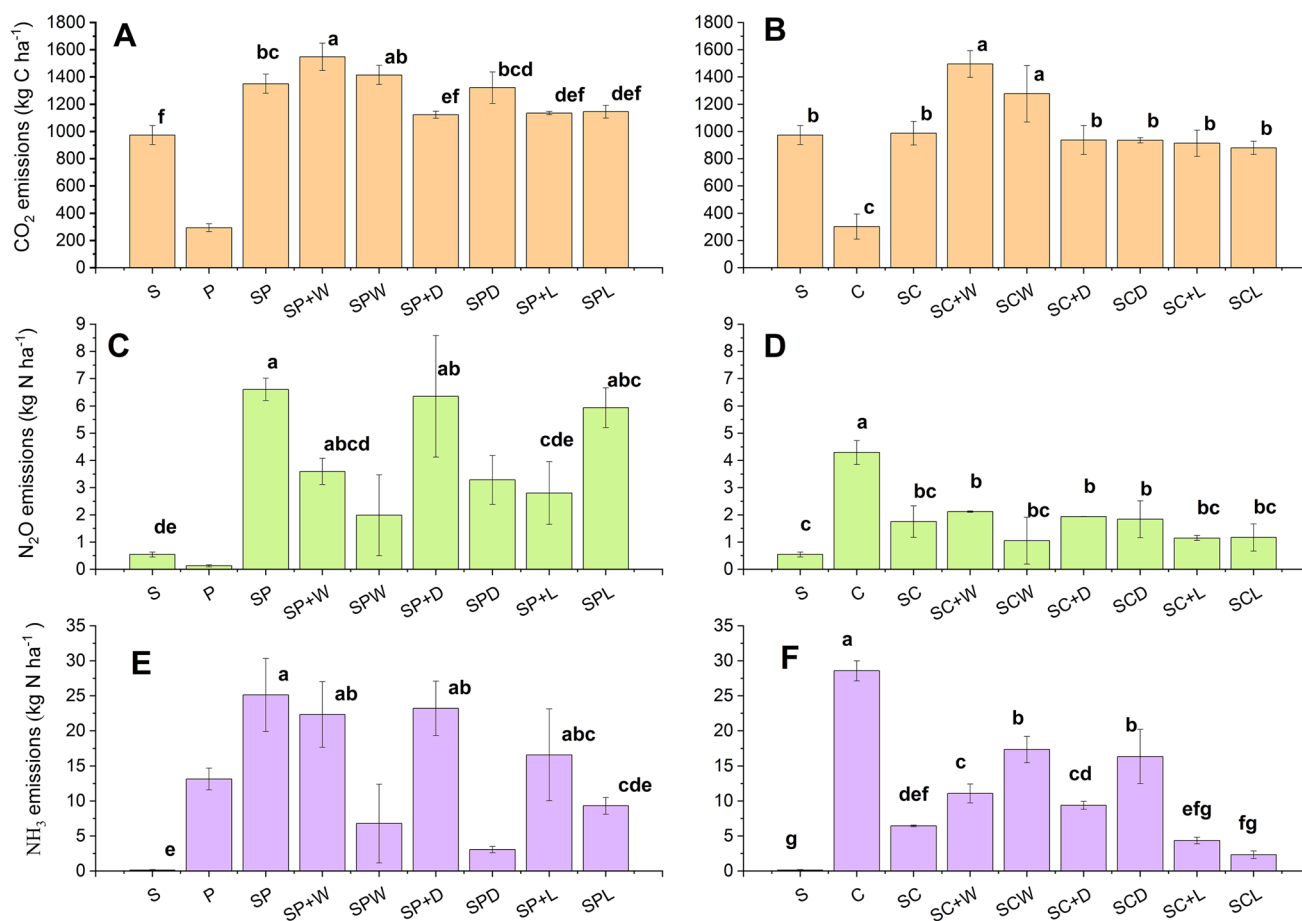 A
CO2 emissions (kg C ha-1)
1800
1600
1400
1200
1000
800
600
400
200
0
f
bc
a
ab
ef
bcd
def
def
S
P
SP
SP+W
SPW
SP+D
SPD
SP+L
SPL
B
1800
1600
1400
1200
1000
800
600
400
200
0
b
c
b
a
a
b
b
b
b
S
C
SC
SC+W
SCW
SC+D
SCD
SC+L
SCL
C
N2O emissions (kg N ha-1)
9
8
7
6
5
4
3
2
1
0
de
a
abcd
ab
cde
abc
S
P
SP
SP+W
SPW
SP+D
SPD
SP+L
SPL
D
9
8
7
6
5
4
3
2
1
0
c
a
bc
b
bc
b
b
bc
bc
S
C
SC
SC+W
SCW
SC+D
SCD
SC+L
SCL
E
NH3 emissions (kg N ha-1)
35
30
25
20
15
10
5
0
e
a
ab
ab
abc
cde
S
P
SP
SP+W
SPW
SP+D
SPD
SP+L
SPL
F
35
30
25
20
15
10
5
0
g
a
def
c
b
cd
b
efg
fg
S
C
SC
SC+W
SCW
SC+D
SCD
SC+L
SCL